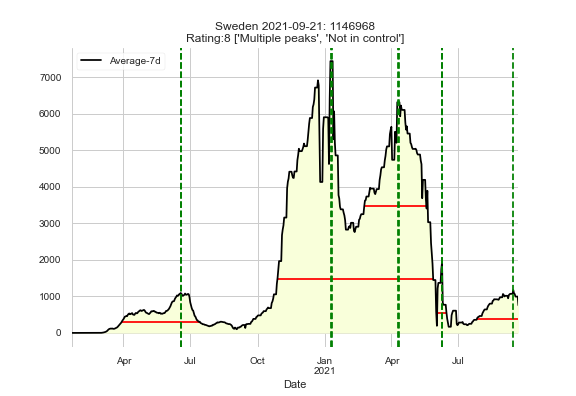 Sweden 2021-09-21: 1146968
Rating:8 ['Multiple peaks', 'Not in control']
Average-7d
7000
6000
5000
4000
3000
2000
1000
0
Apr Jul Oct Jan Apr Jul
2021
Date